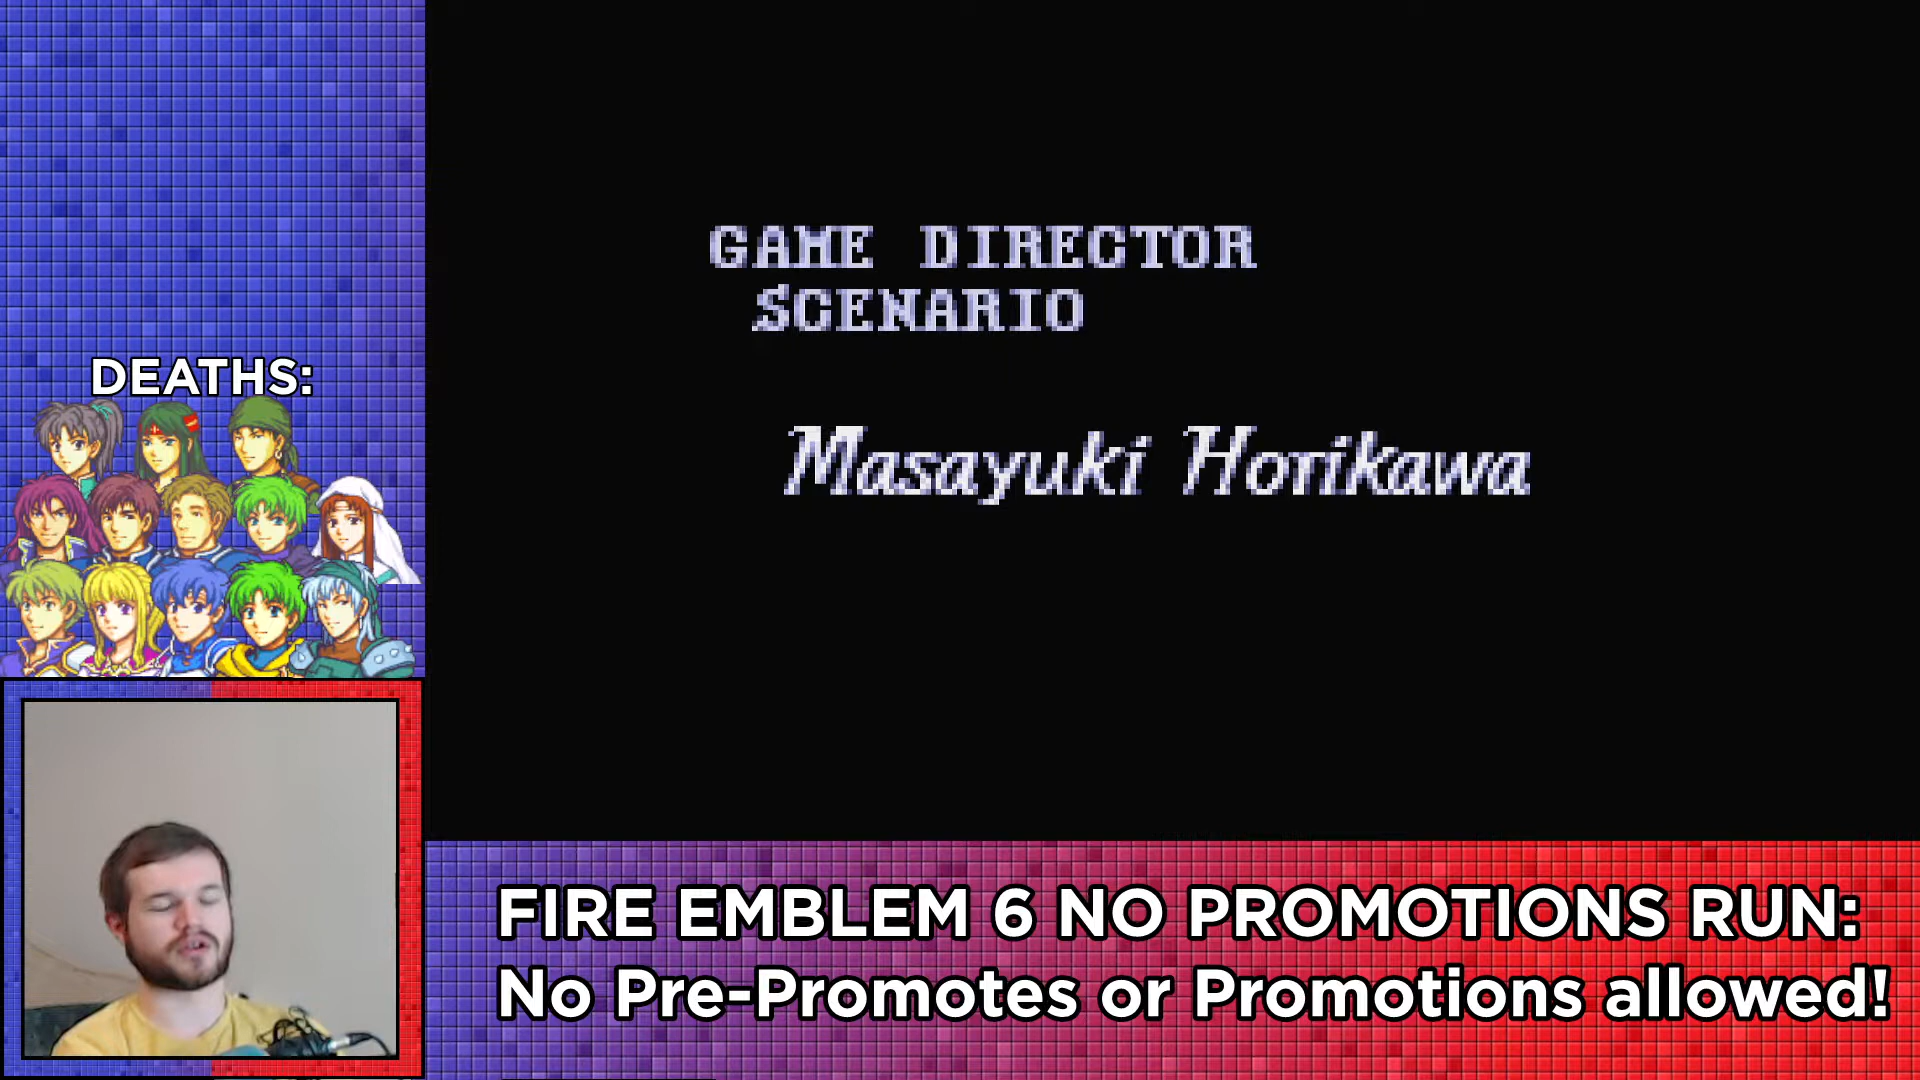 GAME DIRECTOR
SCENARIO
Masayuki Horikawa
DEATHS:
FIRE EMBLEM 6 NO PROMOTIONS RUN:
No Pre-Promotes or Promotions allowed!